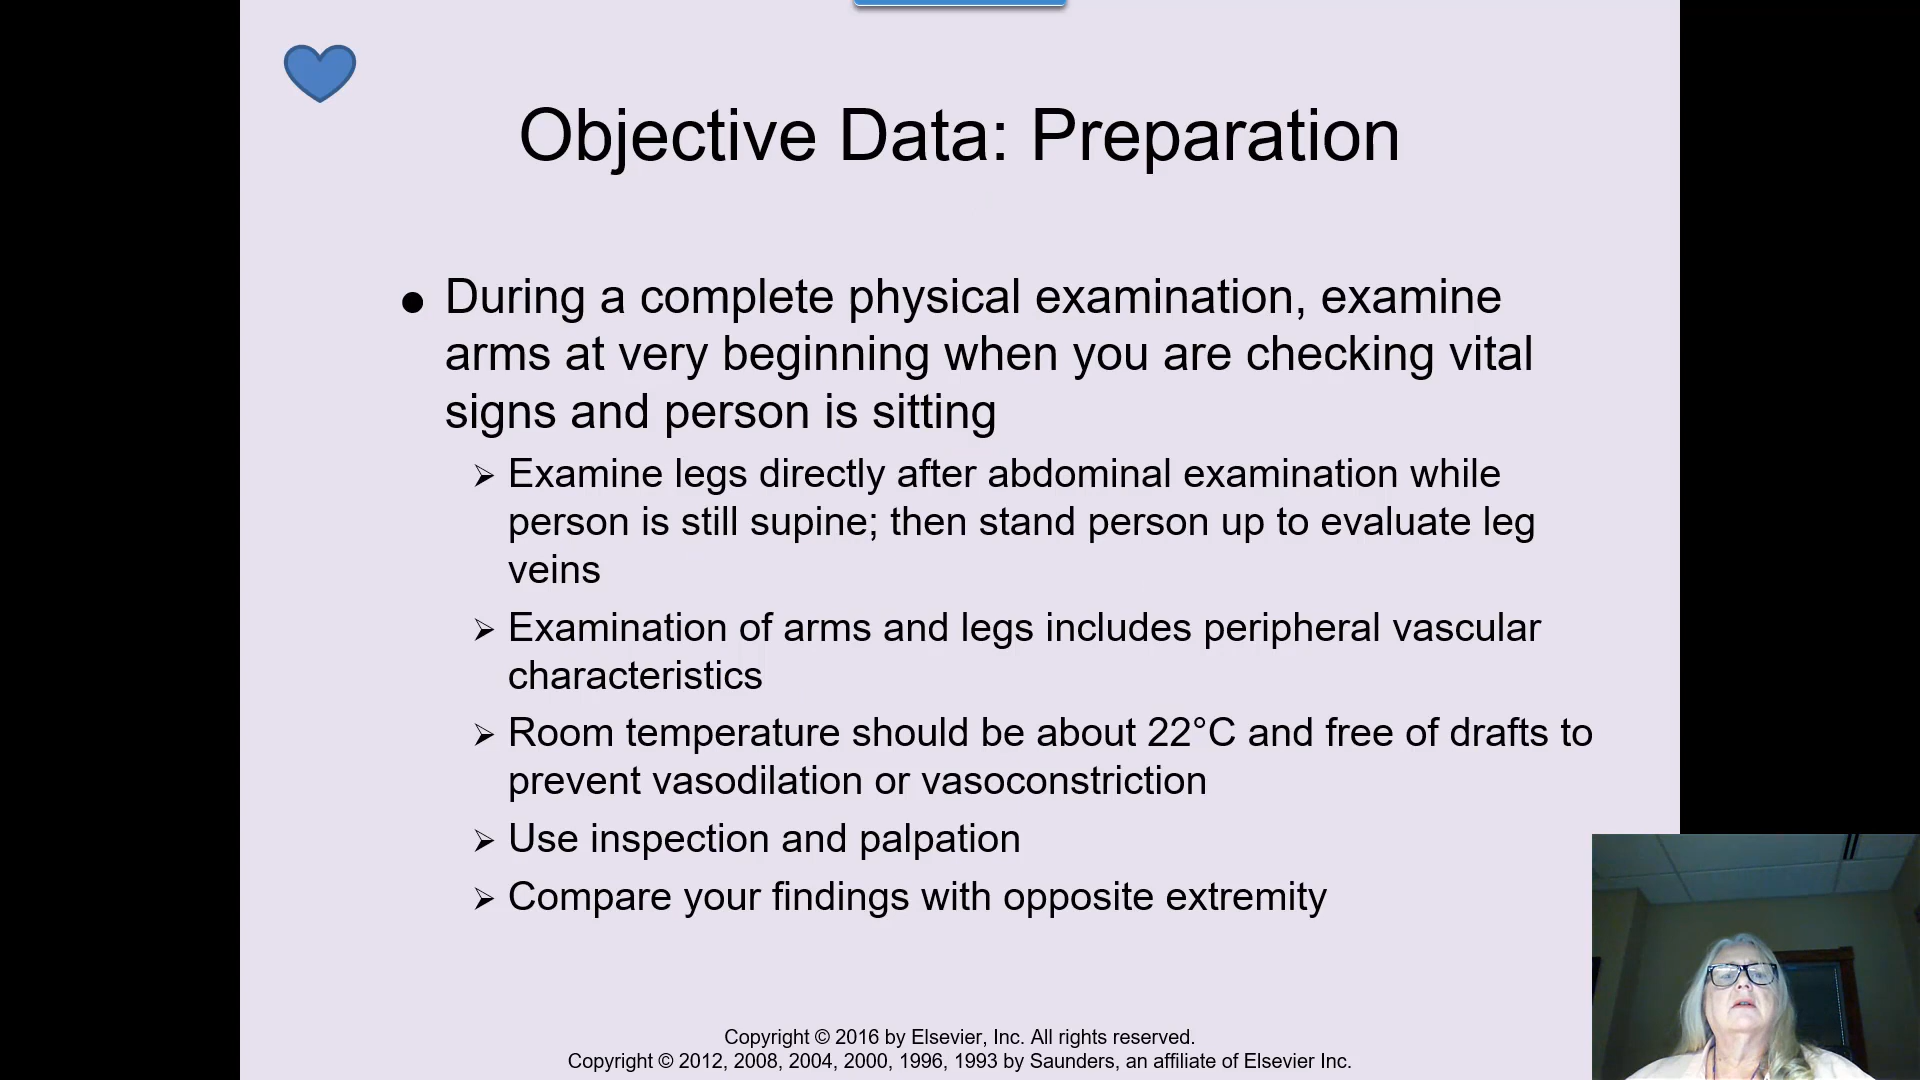 Objective Data: Preparation
● During a complete physical examination, examine
arms at very beginning when you are checking vital
signs and person is sitting
➢ Examine legs directly after abdominal examination while
person is still supine; then stand person up to evaluate leg
veins
➢ Examination of arms and legs includes peripheral vascular
characteristics
➢ Room temperature should be about 22°C and free of drafts to
prevent vasodilation or vasoconstriction
➢ Use inspection and palpation
➢ Compare your findings with opposite extremity
Copyright © 2016 by Elsevier, Inc. All rights reserved.
Copyright © 2012, 2008, 2004, 2000, 1996, 1993 by Saunders, an affiliate of Elsevier Inc.